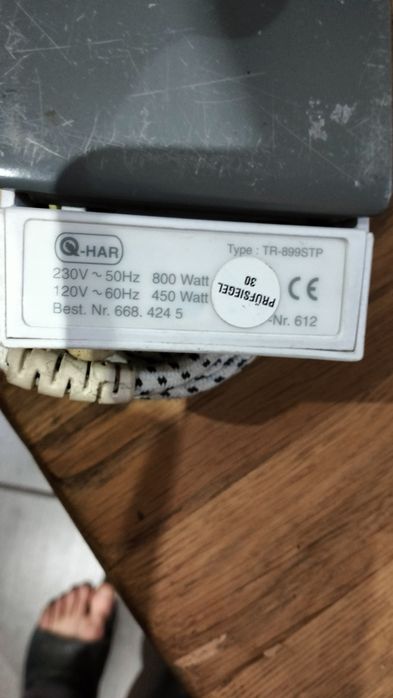 Q-HAR
Type : TR-899STP
230V ~ 50Hz 800 Watt
120V ~ 60Hz 450 Watt
Best. Nr. 668. 424 5
PRÜFSIEGEL
30
CE
-Nr. 612